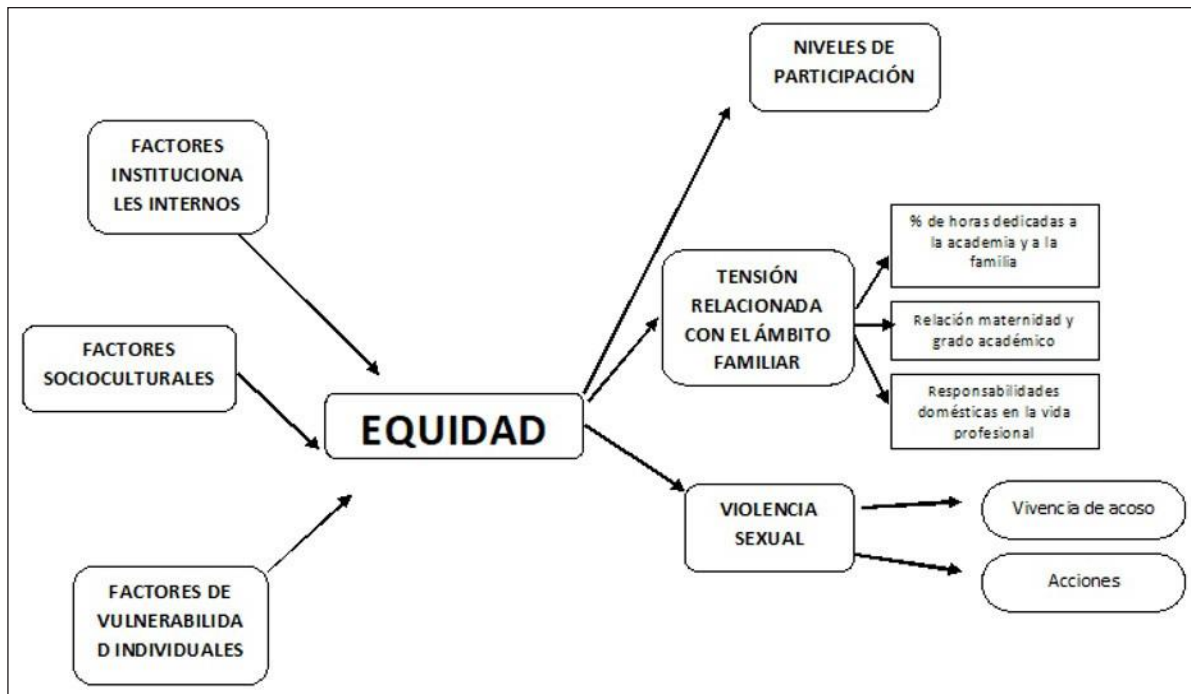 NIVELES DE
PARTICIPACIÓN
FACTORES
INSTITUCIONA
LES INTERNOS
% de horas dedicadas a
la academia y a la
familia
TENSIÓN
RELACIONADA
CON EL ÁMBITO
FAMILIAR
Relación maternidad y
grado académico
FACTORES
SOCIOCULTURALES
Responsabilidades
domésticas en la vida
profesional
EQUIDAD
VIOLENCIA
SEXUAL
Vivencia de acoso
Acciones
FACTORES DE
VULNERABILIDA
D INDIVIDUALES